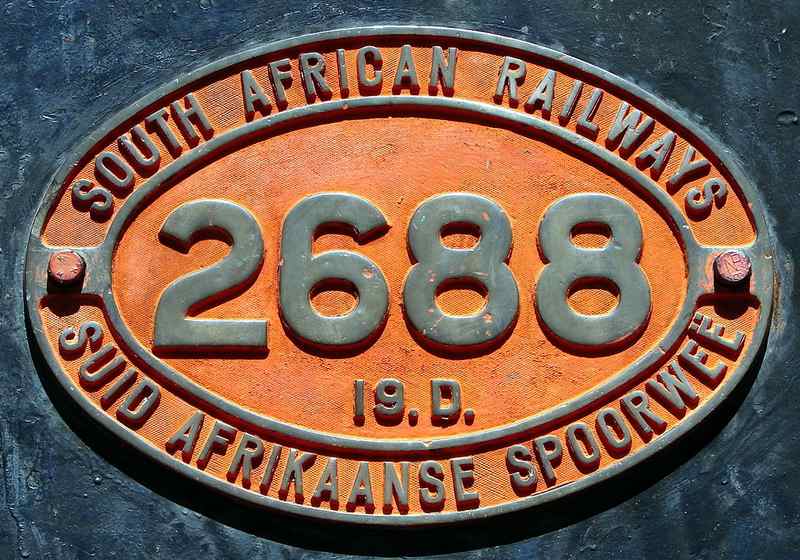 SOUTH AFRICAN RAILWAYS
2688
19.D.
SUID AFRIKAANSE SPOORWEË